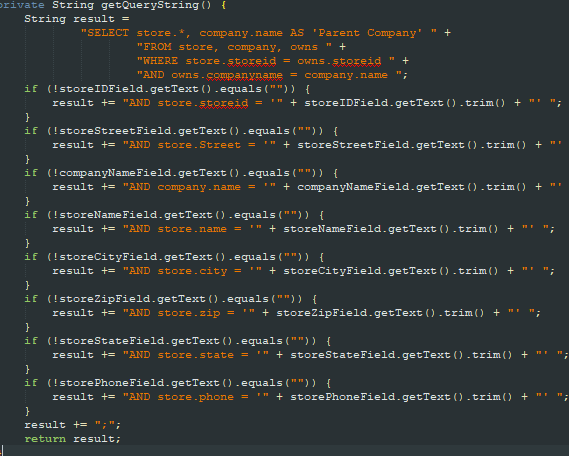 private String getQueryString() {
String result =
"SELECT store.*, company.name AS 'Parent Company' " +
"FROM store, company, owns " +
"WHERE store.storeid = owns.storeid " +
"AND owns.companyname = company.name ";
if (!storeIDField.getText().equals("")) {
result += "AND store.storeid = '" + storeIDField.getText().trim() + "' ";
}
if (!storeStreetField.getText().equals("")) {
result += "AND store.Street = '" + storeStreetField.getText().trim() + "'
}
if (!companyNameField.getText().equals("")) {
result += "AND company.name = '" + companyNameField.getText().trim() + "'
}
if (!storeNameField.getText().equals("")) {
result += "AND store.name = '" + storeNameField.getText().trim() + "' ";
}
if (!storeCityField.getText().equals("")) {
result += "AND store.city = '" + storeCityField.getText().trim() + "' ";
}
if (!storeZipField.getText().equals("")) {
result += "AND store.zip = '" + storeZipField.getText().trim() + "' ";
}
if (!storeStateField.getText().equals("")) {
result += "AND store.state = '" + storeStateField.getText().trim() + "' ";
}
if (!storePhoneField.getText().equals("")) {
result += "AND store.phone = '" + storePhoneField.getText().trim() + "' ";
}
result += ";";
return result;